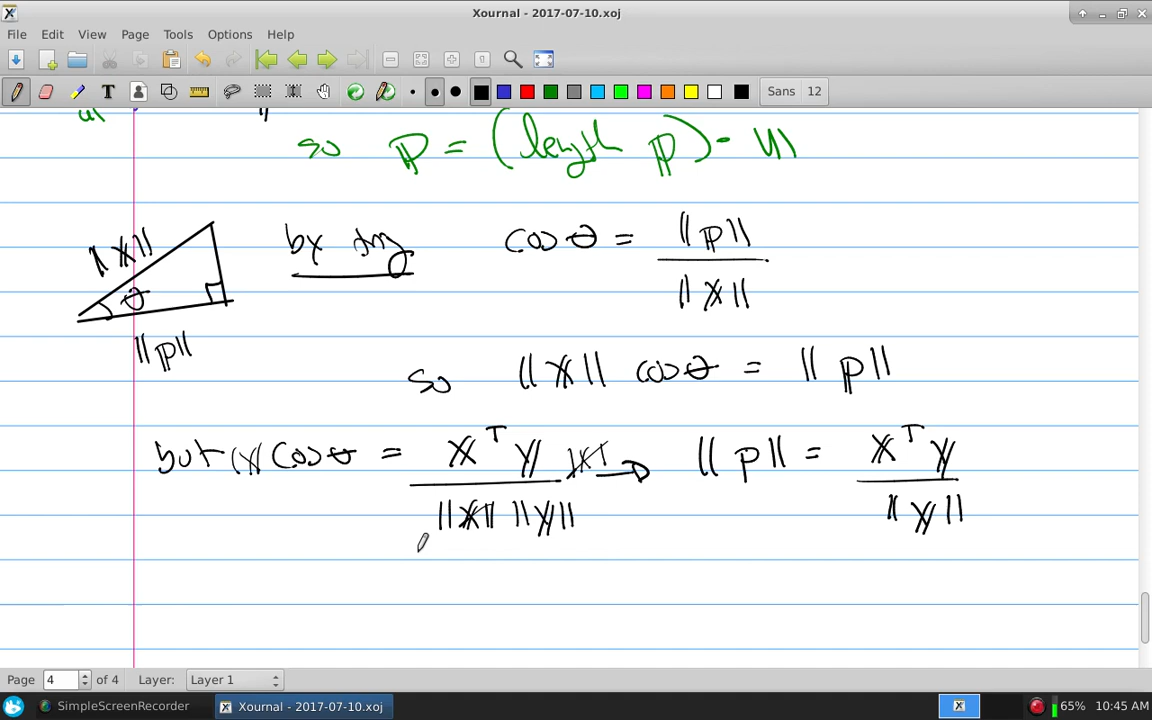 Xournal - 2017-07-10.xoj
File Edit View Page Tools Options Help
Sans 12
so p = (length p) - u
||x|| θ ||p||
by trig cos θ = ||p|| / ||x||
so ||x|| cos θ = ||p||
but ||x|| cos θ = xᵀy / ||x|| ||y|| ||x|| → ||p|| = xᵀy / ||y||
Page 4 of 4 Layer: Layer 1
SimpleScreenRecorder Xournal - 2017-07-10.xoj 65% 10:45 AM